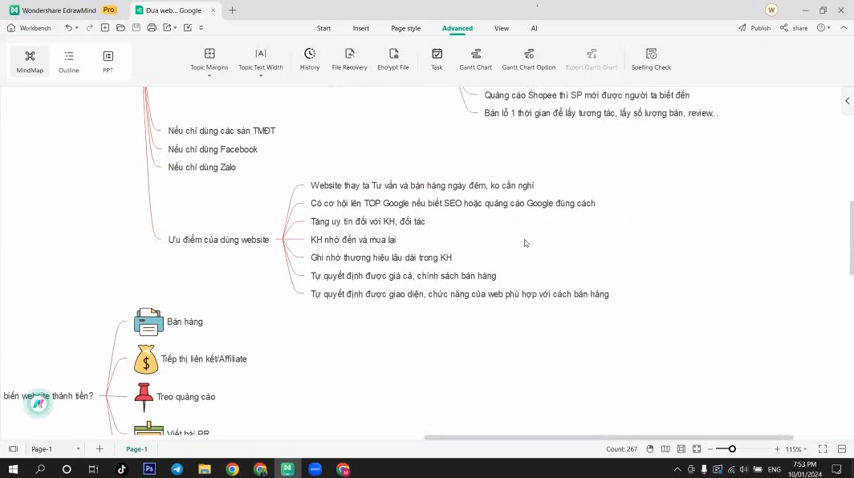 Wondershare EdrawMind Pro
Đưa web... Google
W
Workbench
Start Insert Page style Advanced View AI
Publish share
MindMap Outline PPT
Topic Margins Topic Text Width History File Recovery Encrypt File Task Gantt Chart Gantt Chart Option Export Gantt Chart Spelling Check
Quảng cáo Shopee thì SP mới được người ta biết đến
Bán lỗ 1 thời gian để lấy tương tác, lấy số lượng bán, review...
Nếu chỉ dùng các sàn TMĐT
Nếu chỉ dùng Facebook
Nếu chỉ dùng Zalo
Ưu điểm của dùng website
Website thay ta Tư vấn và bán hàng ngày đêm, ko cần nghỉ
Có cơ hội lên TOP Google nếu biết SEO hoặc quảng cáo Google đúng cách
Tăng uy tín đối với KH, đối tác
KH nhớ đến và mua lại
Ghi nhớ thương hiệu lâu dài trong KH
Tự quyết định được giá cả, chính sách bán hàng
Tự quyết định được giao diện, chức năng của web phù hợp với cách bán hàng
biến website thành tiền?
Bán hàng
Tiếp thị liên kết/Affiliate
Treo quảng cáo
Viết bài PR
Page-1 Page-1
Count: 267
115%
ENG
7:53 PM
10/01/2024